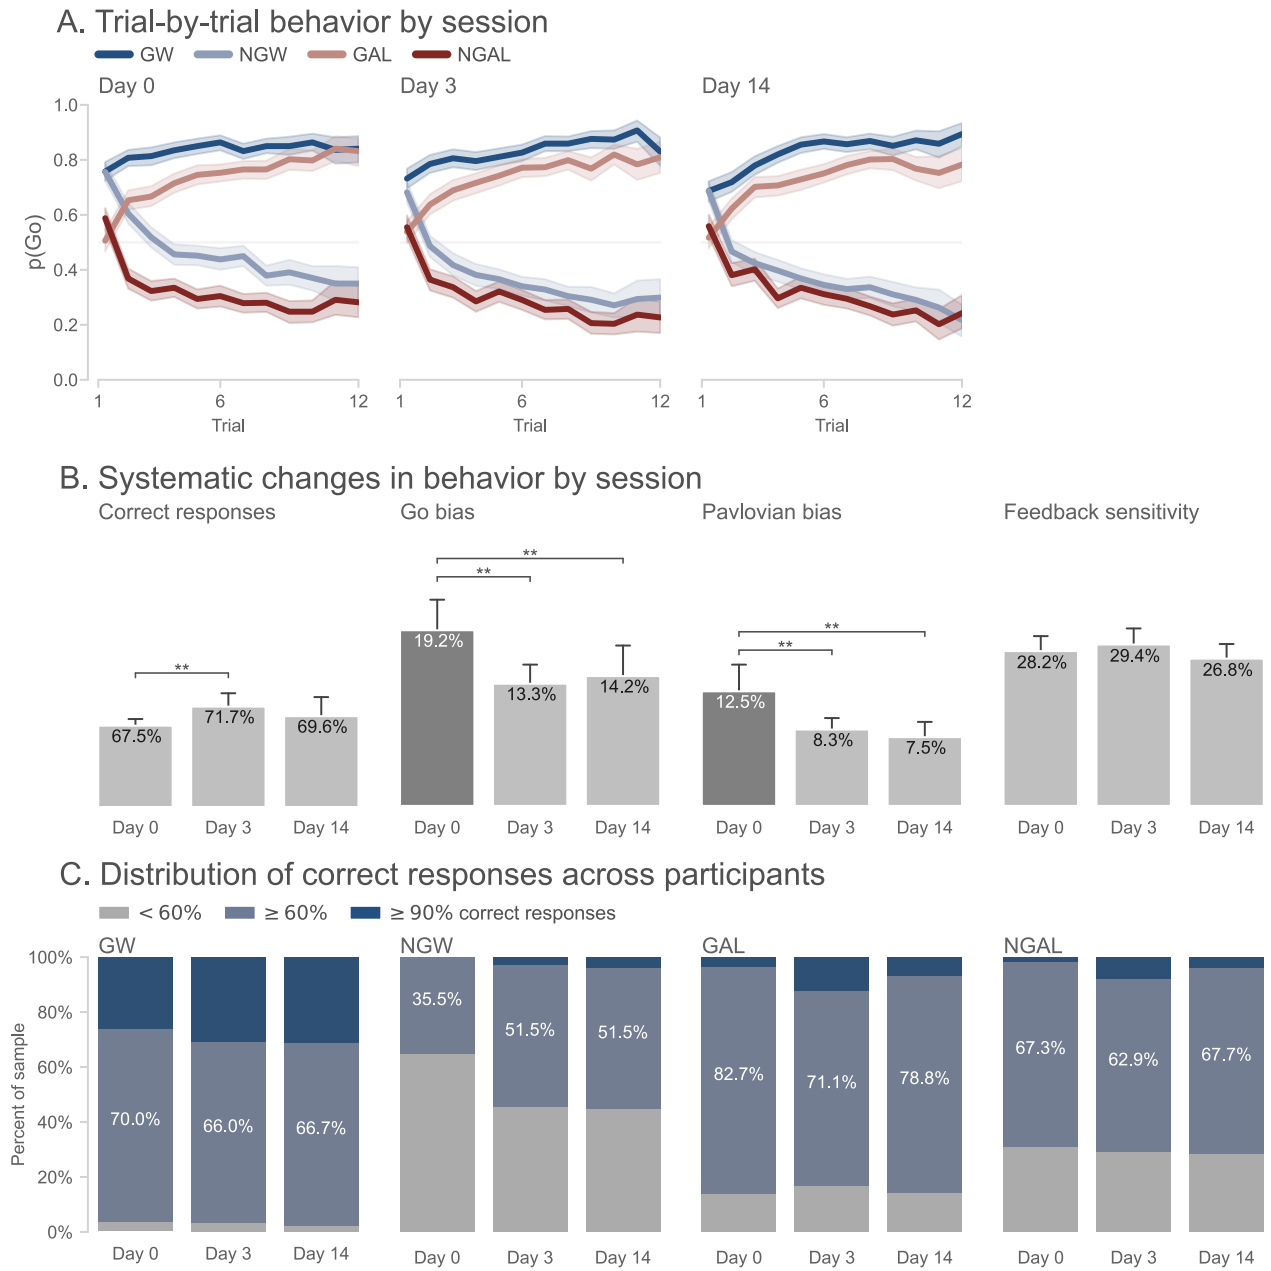 A. Trial-by-trial behavior by session
GW NGW GAL NGAL
Day 0 Day 3 Day 14
1.0
0.8
0.6
0.4
0.2
0.0
p(Go)
1 6 12 1 6 12 1 6 12
Trial Trial Trial
B. Systematic changes in behavior by session
Correct responses Go bias Pavlovian bias Feedback sensitivity
** ** ** ** **
67.5% 71.7% 69.6% 19.2% 13.3% 14.2% 12.5% 8.3% 7.5% 28.2% 29.4% 26.8%
Day 0 Day 3 Day 14 Day 0 Day 3 Day 14 Day 0 Day 3 Day 14 Day 0 Day 3 Day 14
C. Distribution of correct responses across participants
< 60% ≥ 60% ≥ 90% correct responses
GW NGW GAL NGAL
100%
80%
60%
40%
20%
0%
Percent of sample
70.0% 66.0% 66.7% 35.5% 51.5% 51.5% 82.7% 71.1% 78.8% 67.3% 62.9% 67.7%
Day 0 Day 3 Day 14 Day 0 Day 3 Day 14 Day 0 Day 3 Day 14 Day 0 Day 3 Day 14